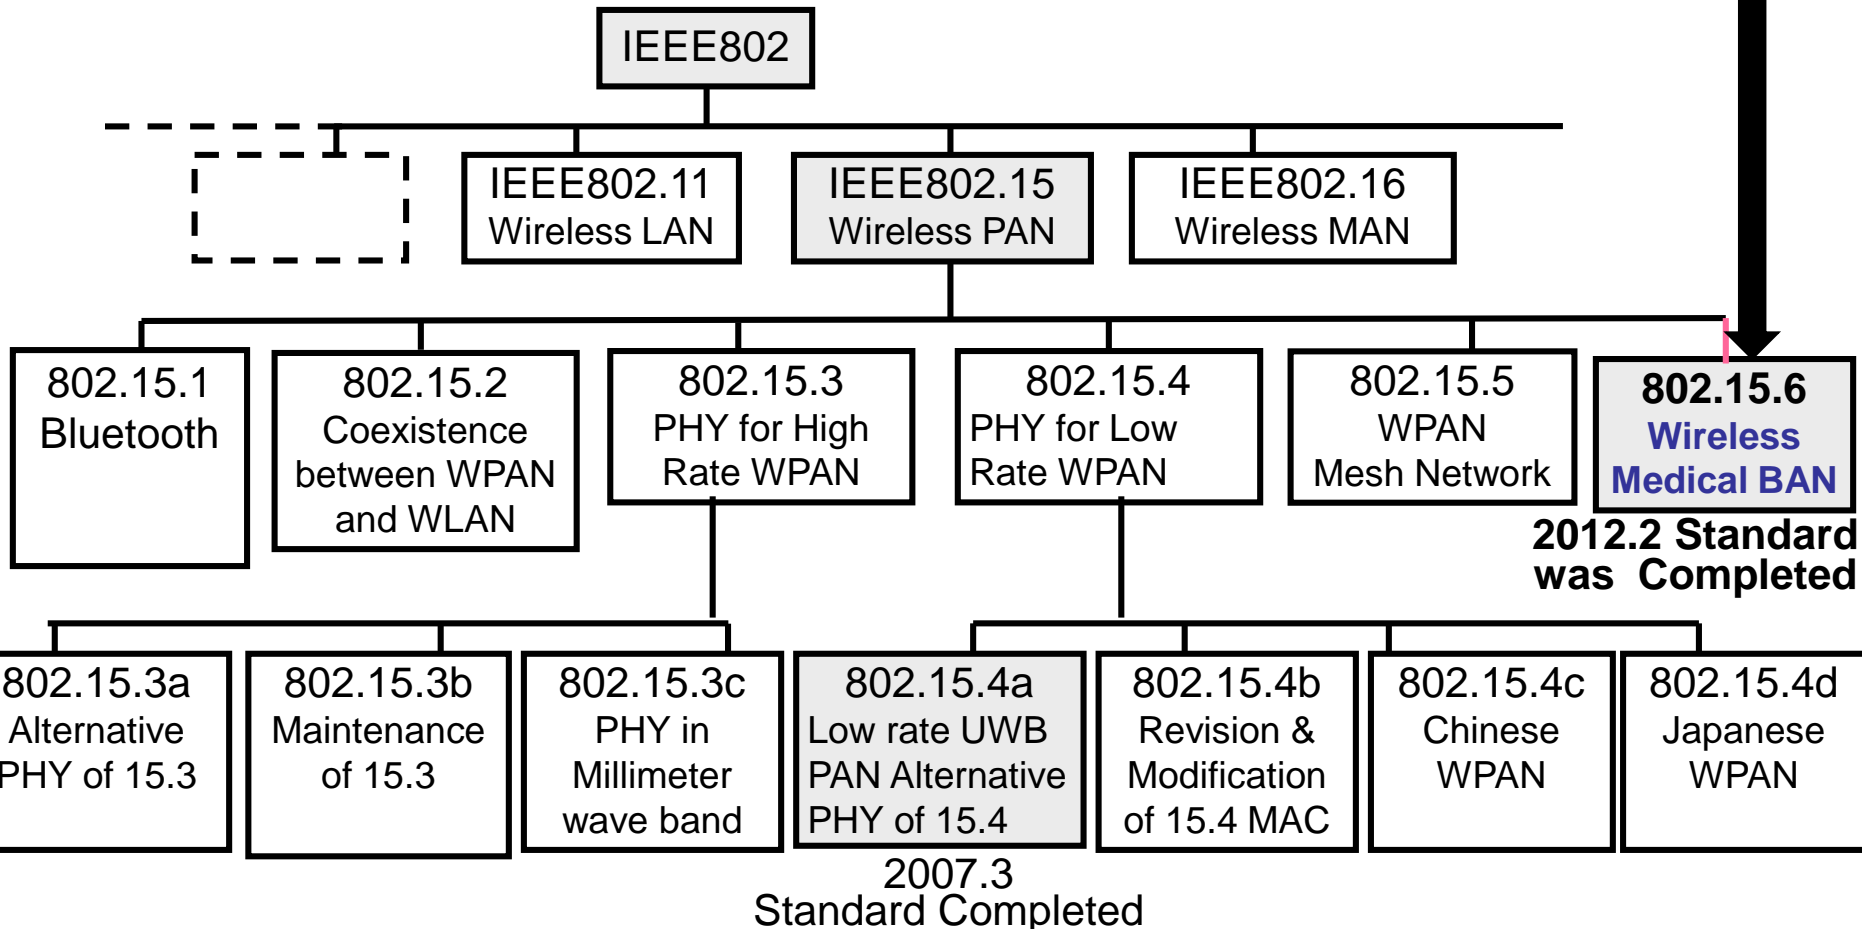 IEEE802
IEEE802.11
Wireless LAN
IEEE802.15
Wireless PAN
IEEE802.16
Wireless MAN
802.15.1
Bluetooth
802.15.2
Coexistence
between WPAN
and WLAN
802.15.3
PHY for High
Rate WPAN
802.15.4
PHY for Low
Rate WPAN
802.15.5
WPAN
Mesh Network
802.15.6
Wireless
Medical BAN
2012.2 Standard
was Completed
802.15.3a
Alternative
PHY of 15.3
802.15.3b
Maintenance
of 15.3
802.15.3c
PHY in
Millimeter
wave band
802.15.4a
Low rate UWB
PAN Alternative
PHY of 15.4
802.15.4b
Revision &
Modification
of 15.4 MAC
802.15.4c
Chinese
WPAN
802.15.4d
Japanese
WPAN
2007.3
Standard Completed